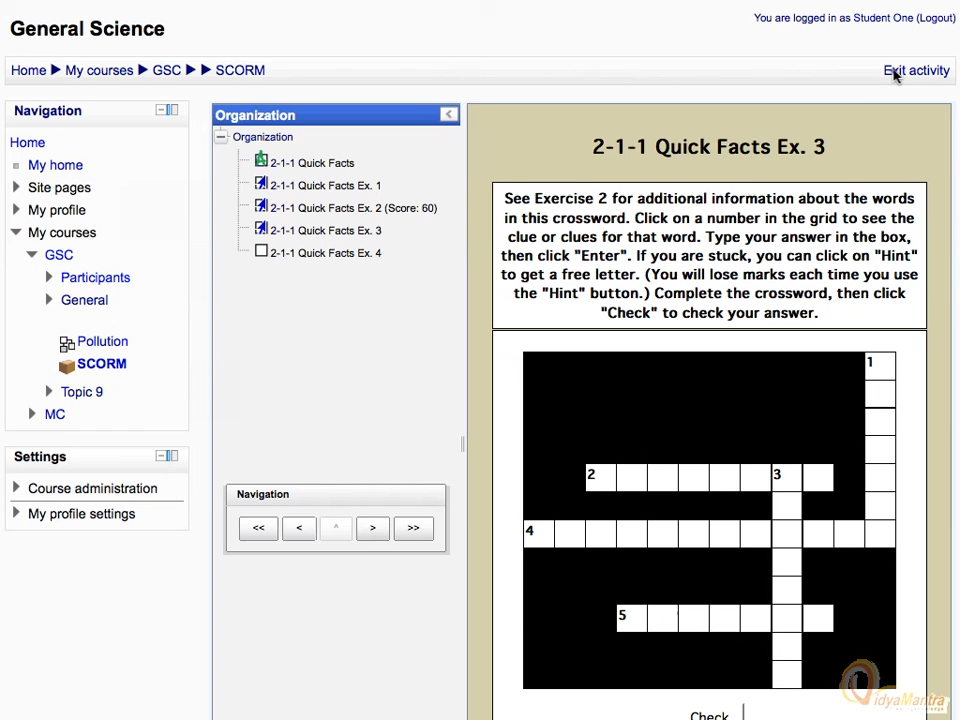 You are logged in as Student One (Logout)
General Science
Home ▶ My courses ▶ GSC ▶ ▶ SCORM
Exit activity
Navigation
Home
My home
Site pages
My profile
My courses
GSC
Participants
General
Pollution
SCORM
Topic 9
MC
Settings
Course administration
My profile settings
Organization
<
Organization
2-1-1 Quick Facts
2-1-1 Quick Facts Ex. 1
2-1-1 Quick Facts Ex. 2 (Score: 60)
2-1-1 Quick Facts Ex. 3
2-1-1 Quick Facts Ex. 4
Navigation
<< < ^ > >>
2-1-1 Quick Facts Ex. 3
See Exercise 2 for additional information about the words
in this crossword. Click on a number in the grid to see the
clue or clues for that word. Type your answer in the box,
then click "Enter". If you are stuck, you can click on "Hint"
to get a free letter. (You will lose marks each time you use
the "Hint" button.) Complete the crossword, then click
"Check" to check your answer.
1
2 3
4
5
Check
VidyaMantra